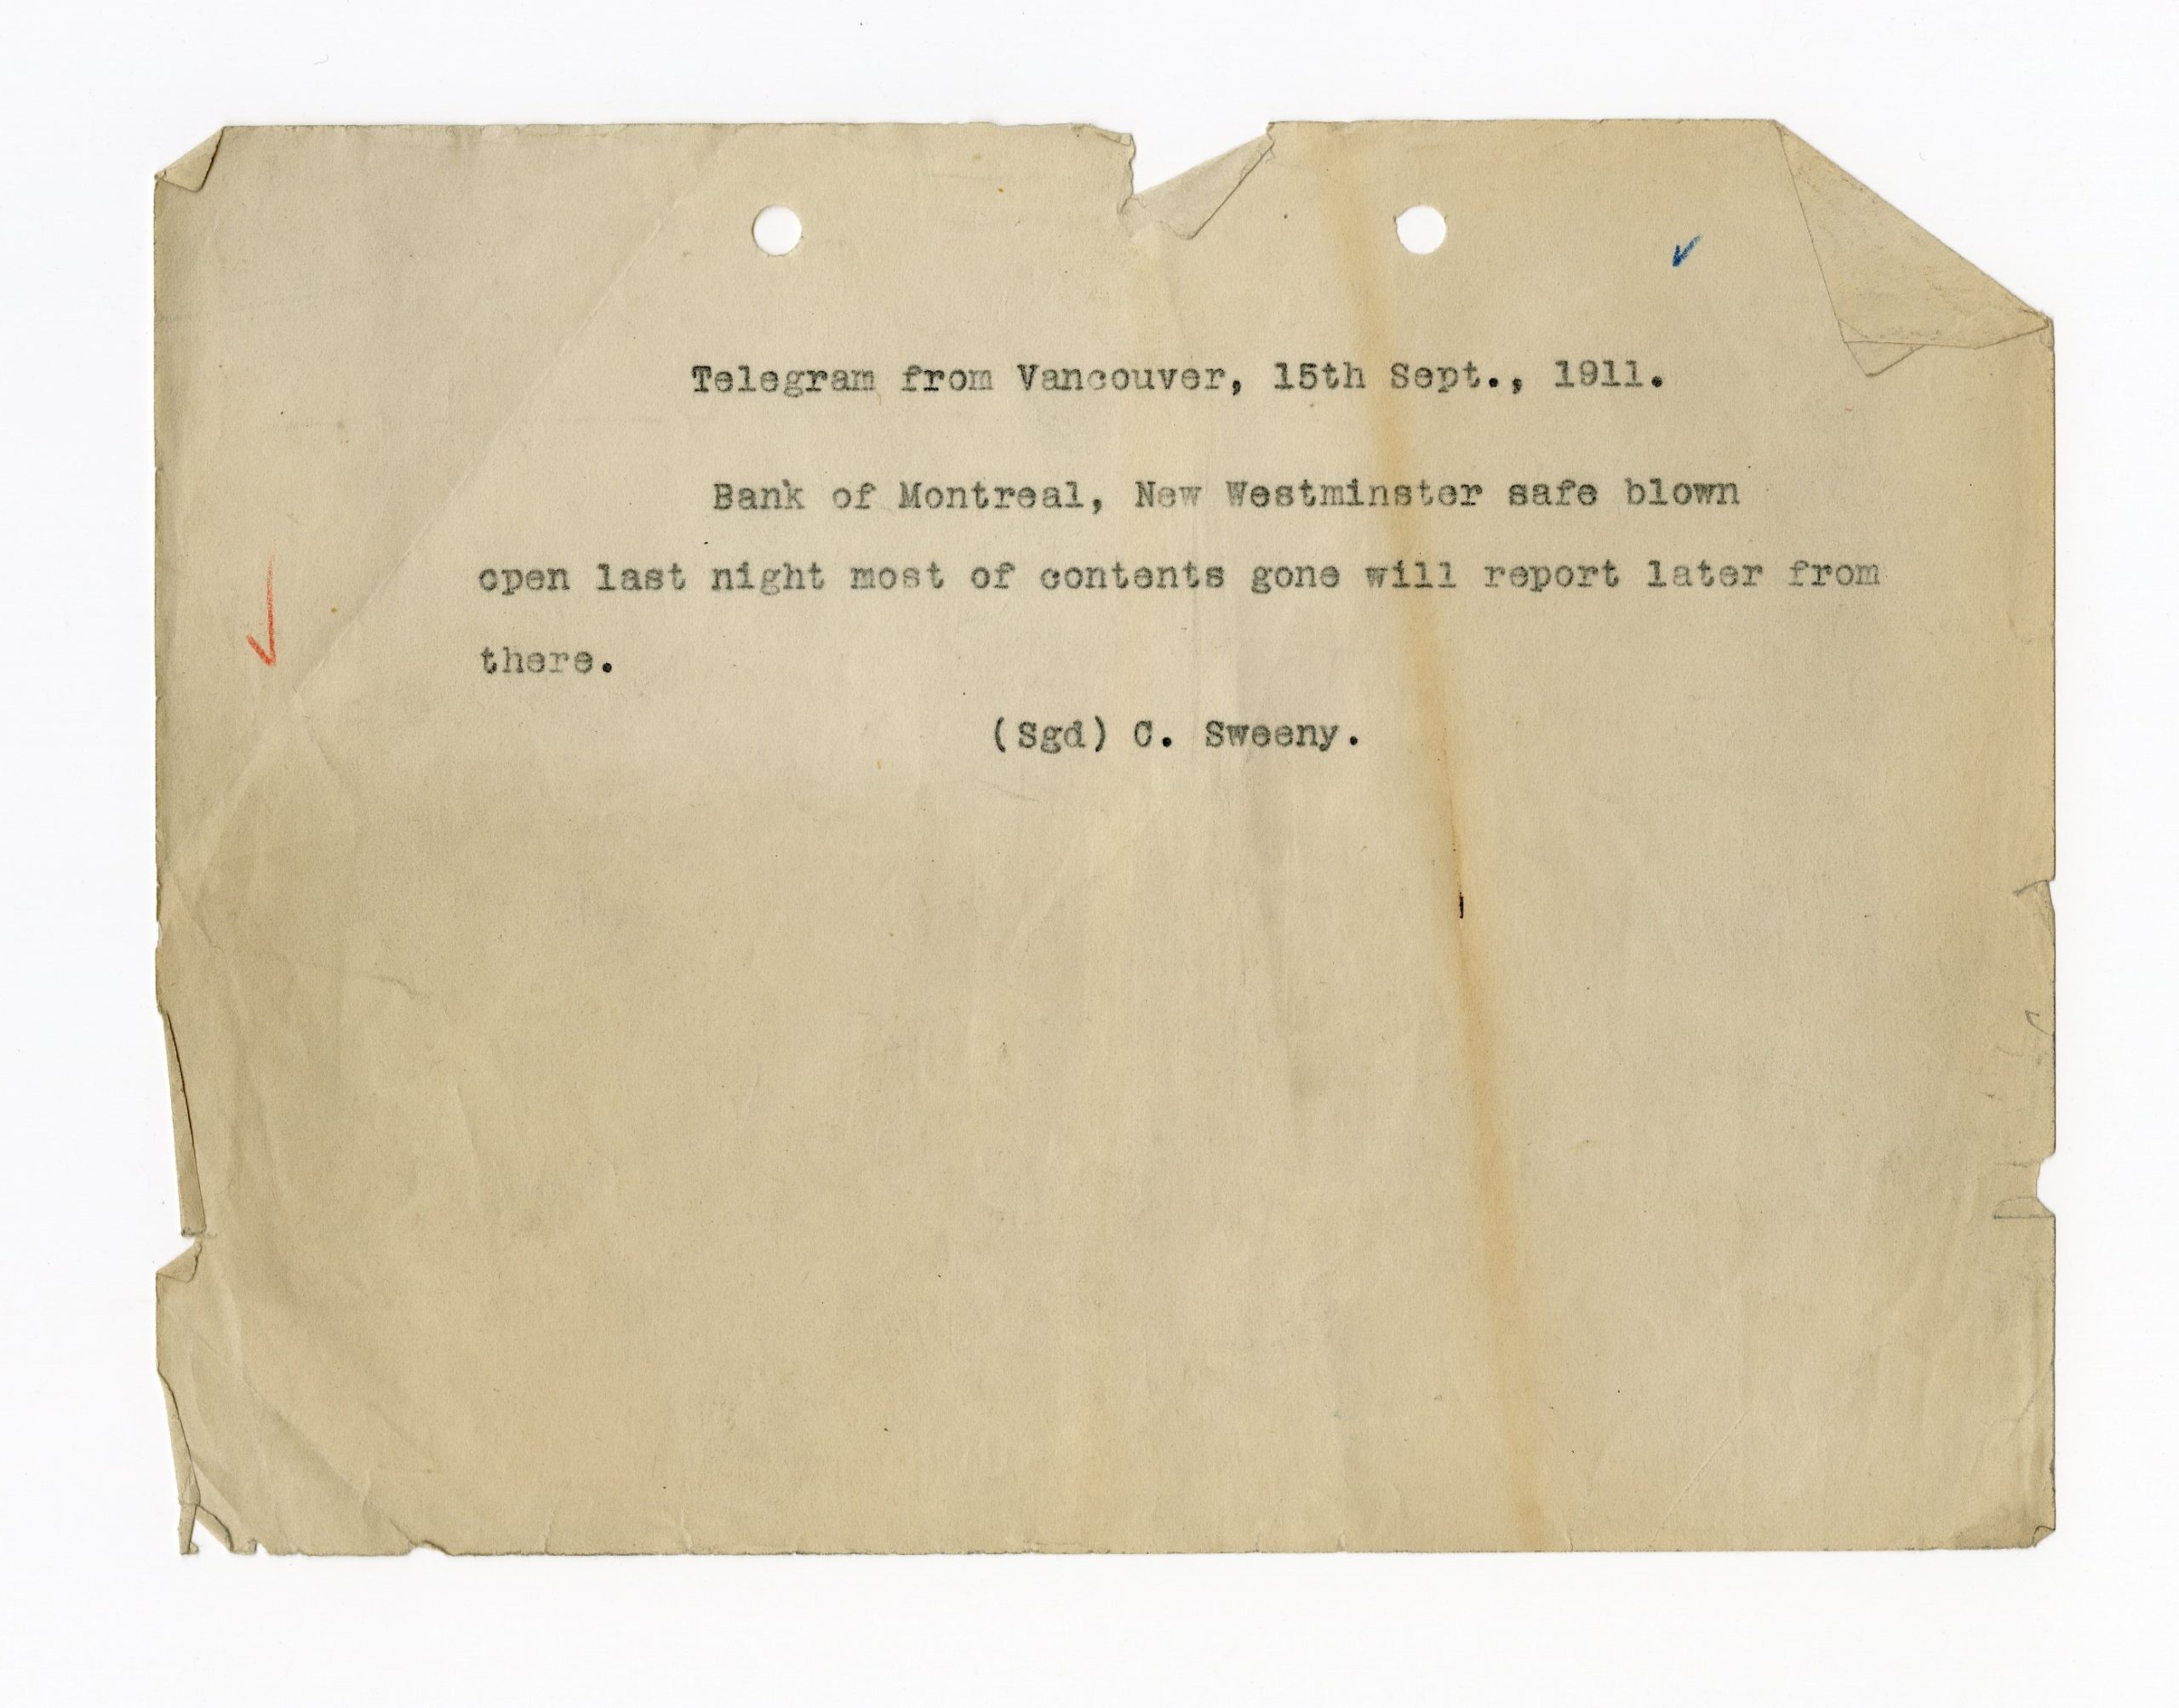 Telegram from Vancouver, 15th Sept., 1911.
Bank of Montreal, New Westminster safe blown
open last night most of contents gone will report later from
there.
(Sgd) C. Sweeny.